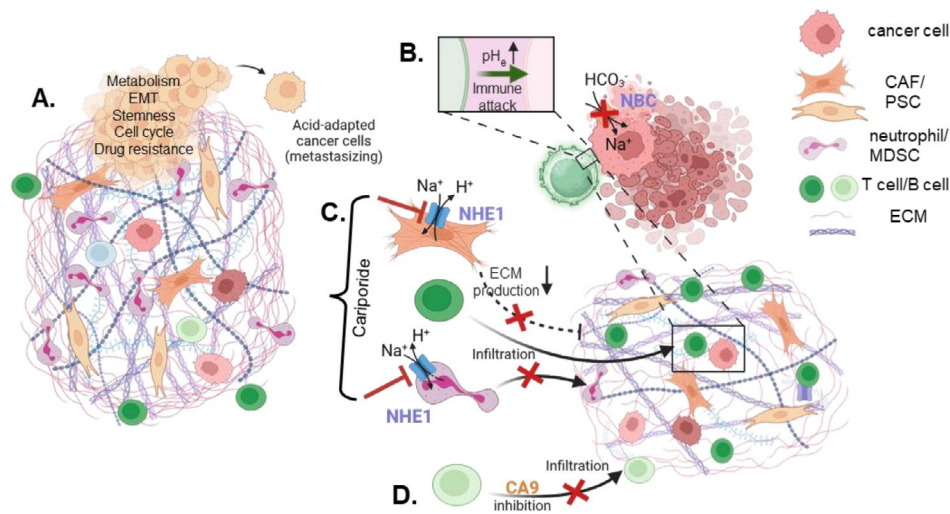 A.
Metabolism
EMT
Stemness
Cell cycle
Drug resistance
Acid-adapted
cancer cells
(metastasizing)
B.
pHe
Immune
attack
HCO3
NBC
Na+
cancer cell
CAF/
PSC
neutrophil/
MDSC
T cell/B cell
ECM
C.
Cariporide
Na+ H+
NHE1
ECM
production
Infiltration
H+
Na+
NHE1
D.
Infiltration
CA9
inhibition